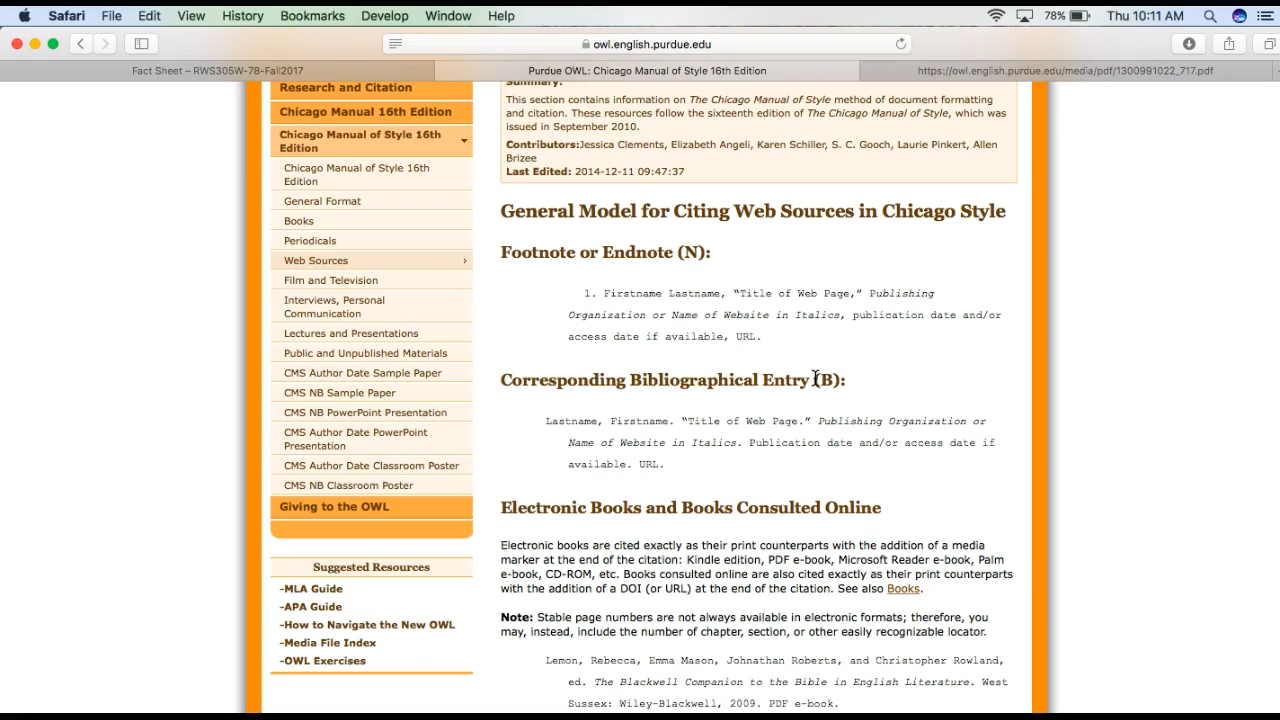 Safari File Edit View History Bookmarks Develop Window Help 78% Thu 10:11 AM
owl.english.purdue.edu
Fact Sheet – RWS305W-78-Fall2017
Purdue OWL: Chicago Manual of Style 16th Edition
https://owl.english.purdue.edu/media/pdf/1300991022_717.pdf
Research and Citation
Chicago Manual 16th Edition
Chicago Manual of Style 16th
Edition
Chicago Manual of Style 16th
Edition
General Format
Books
Periodicals
Web Sources
Film and Television
Interviews, Personal
Communication
Lectures and Presentations
Public and Unpublished Materials
CMS Author Date Sample Paper
CMS NB Sample Paper
CMS NB PowerPoint Presentation
CMS Author Date PowerPoint
Presentation
CMS Author Date Classroom Poster
CMS NB Classroom Poster
Giving to the OWL
Suggested Resources
-MLA Guide
-APA Guide
-How to Navigate the New OWL
-Media File Index
-OWL Exercises
Summary:
This section contains information on The Chicago Manual of Style method of document formatting
and citation. These resources follow the sixteenth edition of The Chicago Manual of Style, which was
issued in September 2010.
Contributors:Jessica Clements, Elizabeth Angeli, Karen Schiller, S. C. Gooch, Laurie Pinkert, Allen
Brizee
Last Edited: 2014-12-11 09:47:37
General Model for Citing Web Sources in Chicago Style
Footnote or Endnote (N):
1. Firstname Lastname, “Title of Web Page,” Publishing
Organization or Name of Website in Italics, publication date and/or
access date if available, URL.
Corresponding Bibliographical Entry (B):
Lastname, Firstname. “Title of Web Page.” Publishing Organization or
Name of Website in Italics. Publication date and/or access date if
available. URL.
Electronic Books and Books Consulted Online
Electronic books are cited exactly as their print counterparts with the addition of a media
marker at the end of the citation: Kindle edition, PDF e-book, Microsoft Reader e-book, Palm
e-book, CD-ROM, etc. Books consulted online are also cited exactly as their print counterparts
with the addition of a DOI (or URL) at the end of the citation. See also Books.
Note: Stable page numbers are not always available in electronic formats; therefore, you
may, instead, include the number of chapter, section, or other easily recognizable locator.
Lemon, Rebecca, Emma Mason, Johnathan Roberts, and Christopher Rowland,
ed. The Blackwell Companion to the Bible in English Literature. West
Sussex: Wiley-Blackwell, 2009. PDF e-book.